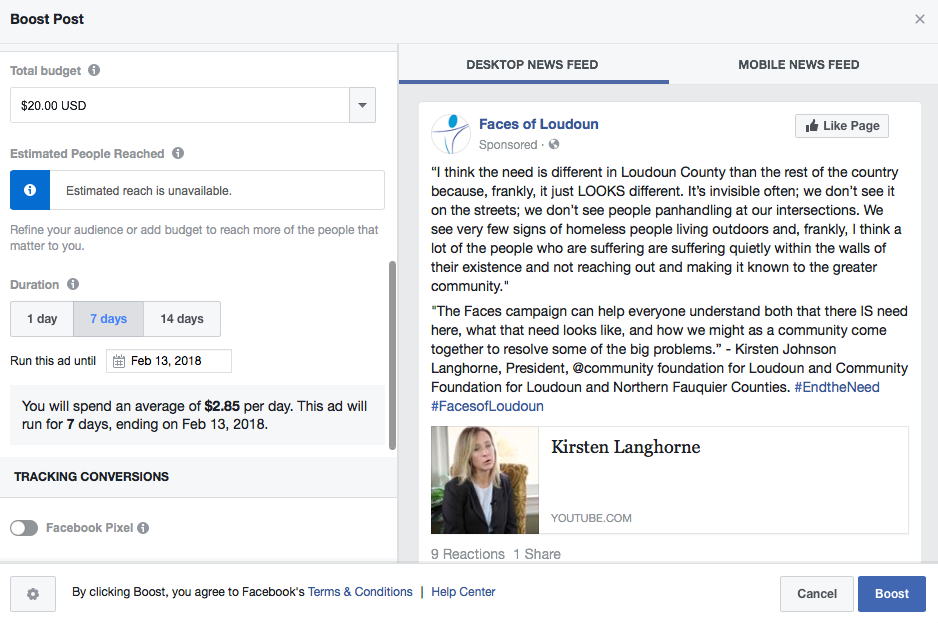 Boost Post
Total budget
$20.00 USD
Estimated People Reached
Estimated reach is unavailable.
Refine your audience or add budget to reach more of the people that
matter to you.
Duration
1 day
7 days
14 days
Run this ad until
Feb 13, 2018
You will spend an average of $2.85 per day. This ad will
run for 7 days, ending on Feb 13, 2018.
TRACKING CONVERSIONS
Facebook Pixel
DESKTOP NEWS FEED
MOBILE NEWS FEED
Faces of Loudoun
Sponsored ·
Like Page
“I think the need is different in Loudoun County than the rest of the country
because, frankly, it just LOOKS different. It’s invisible often; we don’t see it
on the streets; we don’t see people panhandling at our intersections. We
see very few signs of homeless people living outdoors and, frankly, I think a
lot of the people who are suffering are suffering quietly within the walls of
their existence and not reaching out and making it known to the greater
community."
"The Faces campaign can help everyone understand both that there IS need
here, what that need looks like, and how we might as a community come
together to resolve some of the big problems.” - Kirsten Johnson
Langhorne, President, @community foundation for Loudoun and Community
Foundation for Loudoun and Northern Fauquier Counties. #EndtheNeed
#FacesofLoudoun
Kirsten Langhorne
YOUTUBE.COM
9 Reactions 1 Share
By clicking Boost, you agree to Facebook's Terms & Conditions | Help Center
Cancel
Boost